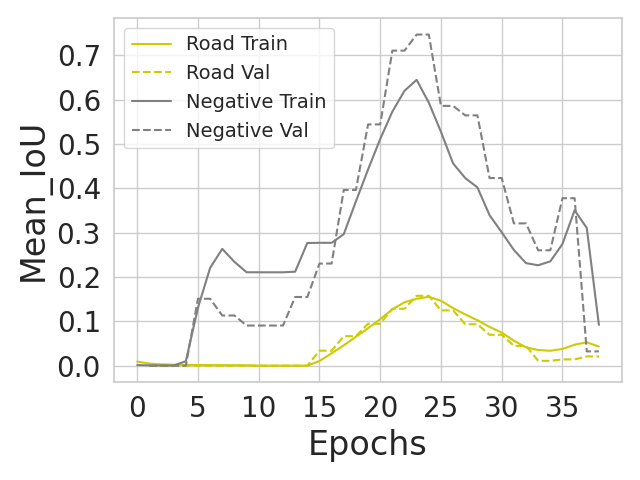 Road Train
Road Val
Negative Train
Negative Val
Mean_IoU
0.7
0.6
0.5
0.4
0.3
0.2
0.1
0.0
0 5 10 15 20 25 30 35
Epochs